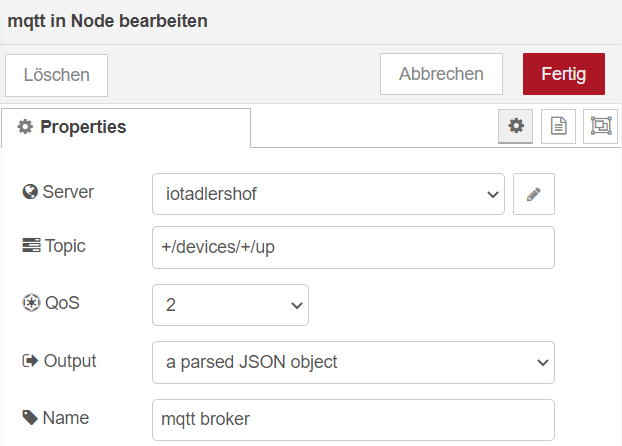 mqtt in Node bearbeiten
Löschen
Abbrechen
Fertig
Properties
Server
iotadlershof
Topic
+/devices/+/up
QoS
2
Output
a parsed JSON object
Name
mqtt broker